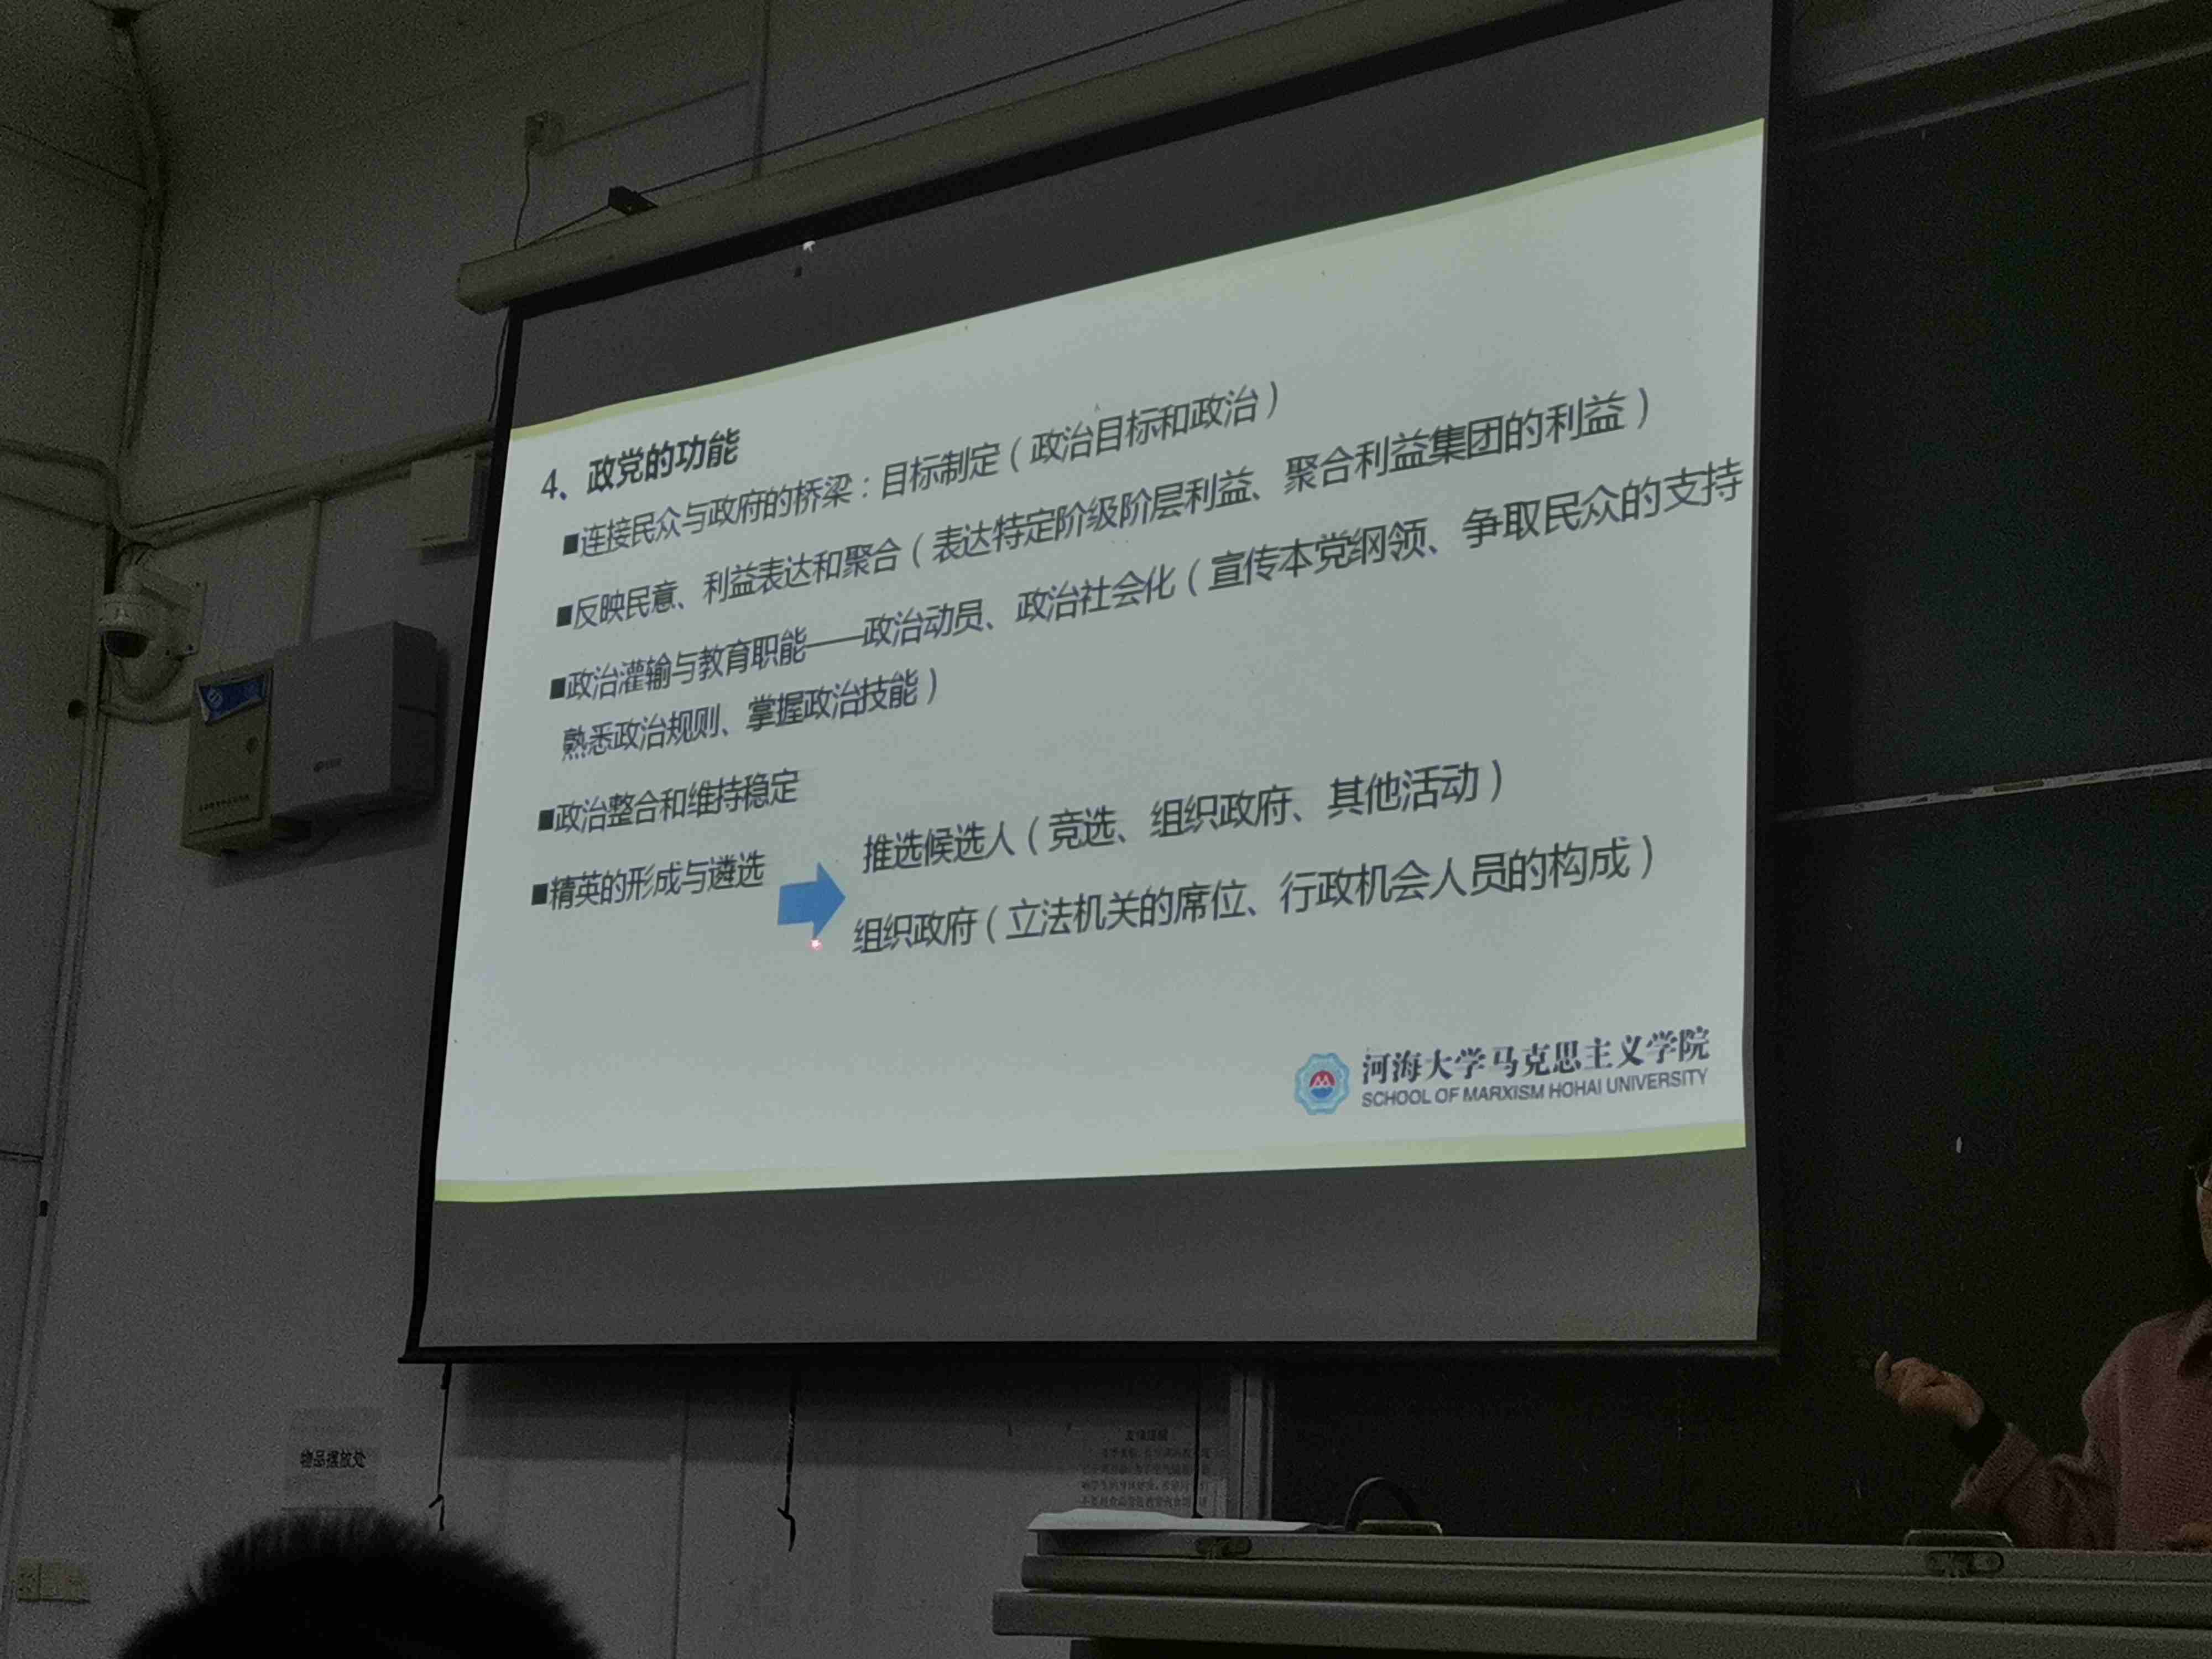 4、政党的功能
■连接民众与政府的桥梁：目标制定（政治目标和政治）
■反映民意、利益表达和聚合（表达特定阶级阶层利益、聚合利益集团的利益）
■政治灌输与教育职能——政治动员、政治社会化（宣传本党纲领、争取民众的支持
熟悉政治规则、掌握政治技能）
■政治整合和维持稳定
■精英的形成与遴选
推选候选人（竞选、组织政府、其他活动）
组织政府（立法机关的席位、行政机会人员的构成）
河海大学马克思主义学院
SCHOOL OF MARXISM HOHAI UNIVERSITY
物品摆放处